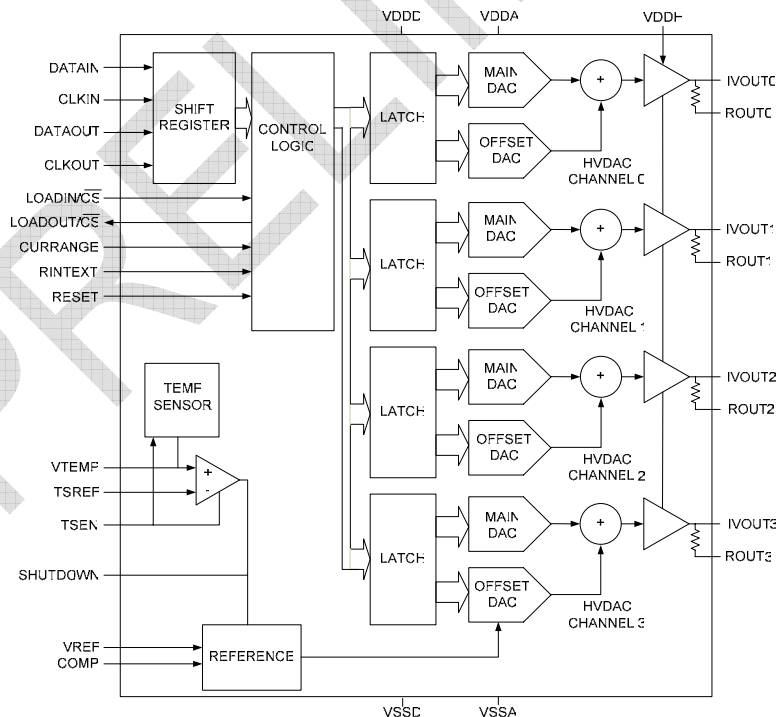 PRELI
VDDD
VDDA
VDDH
DATAIN
CLKIN
DATAOUT
CLKOUT
LOADIN/CS
LOADOUT/CS
CURRANGE
RINTEXT
RESET
SHIFT
REGISTER
CONTROL
LOGIC
LATCH
MAIN
DAC
OFFSET
DAC
+
HVDAC
CHANNEL 0
IVOUT0
ROUT0
LATCH
MAIN
DAC
OFFSET
DAC
+
HVDAC
CHANNEL 1
IVOUT1
ROUT1
LATCH
MAIN
DAC
OFFSET
DAC
+
HVDAC
CHANNEL 2
IVOUT2
ROUT2
LATCH
MAIN
DAC
OFFSET
DAC
+
HVDAC
CHANNEL 3
IVOUT3
ROUT3
TEMP
SENSOR
VTEMP
TSREF
TSEN
+
-
SHUTDOWN
VREF
COMP
REFERENCE
VSSD
VSSA